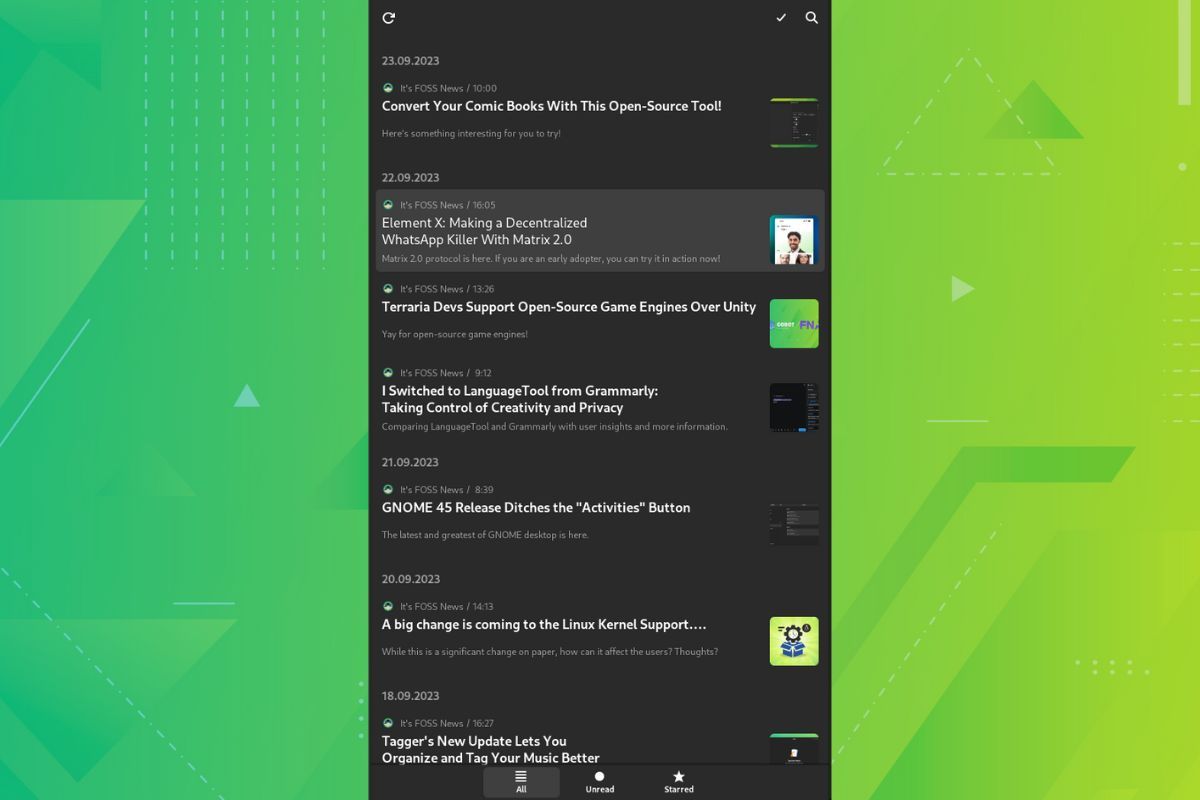 23.09.2023
It's FOSS News / 10:00
Convert Your Comic Books With This Open-Source Tool!
Here's something interesting for you to try!
22.09.2023
It's FOSS News / 16:05
Element X: Making a Decentralized
WhatsApp Killer With Matrix 2.0
Matrix 2.0 protocol is here. If you are an early adopter, you can try it in action now!
It's FOSS News / 13:26
Terraria Devs Support Open-Source Game Engines Over Unity
Yay for open-source game engines!
GODOT FNA
It's FOSS News / 9:12
I Switched to LanguageTool from Grammarly:
Taking Control of Creativity and Privacy
Comparing LanguageTool and Grammarly with user insights and more information.
21.09.2023
It's FOSS News / 8:39
GNOME 45 Release Ditches the "Activities" Button
The latest and greatest of GNOME desktop is here.
20.09.2023
It's FOSS News / 14:13
A big change is coming to the Linux Kernel Support....
While this is a significant change on paper, how can it affect the users? Thoughts?
18.09.2023
It's FOSS News / 16:27
Tagger's New Update Lets You
Organize and Tag Your Music Better
All
Unread
Starred